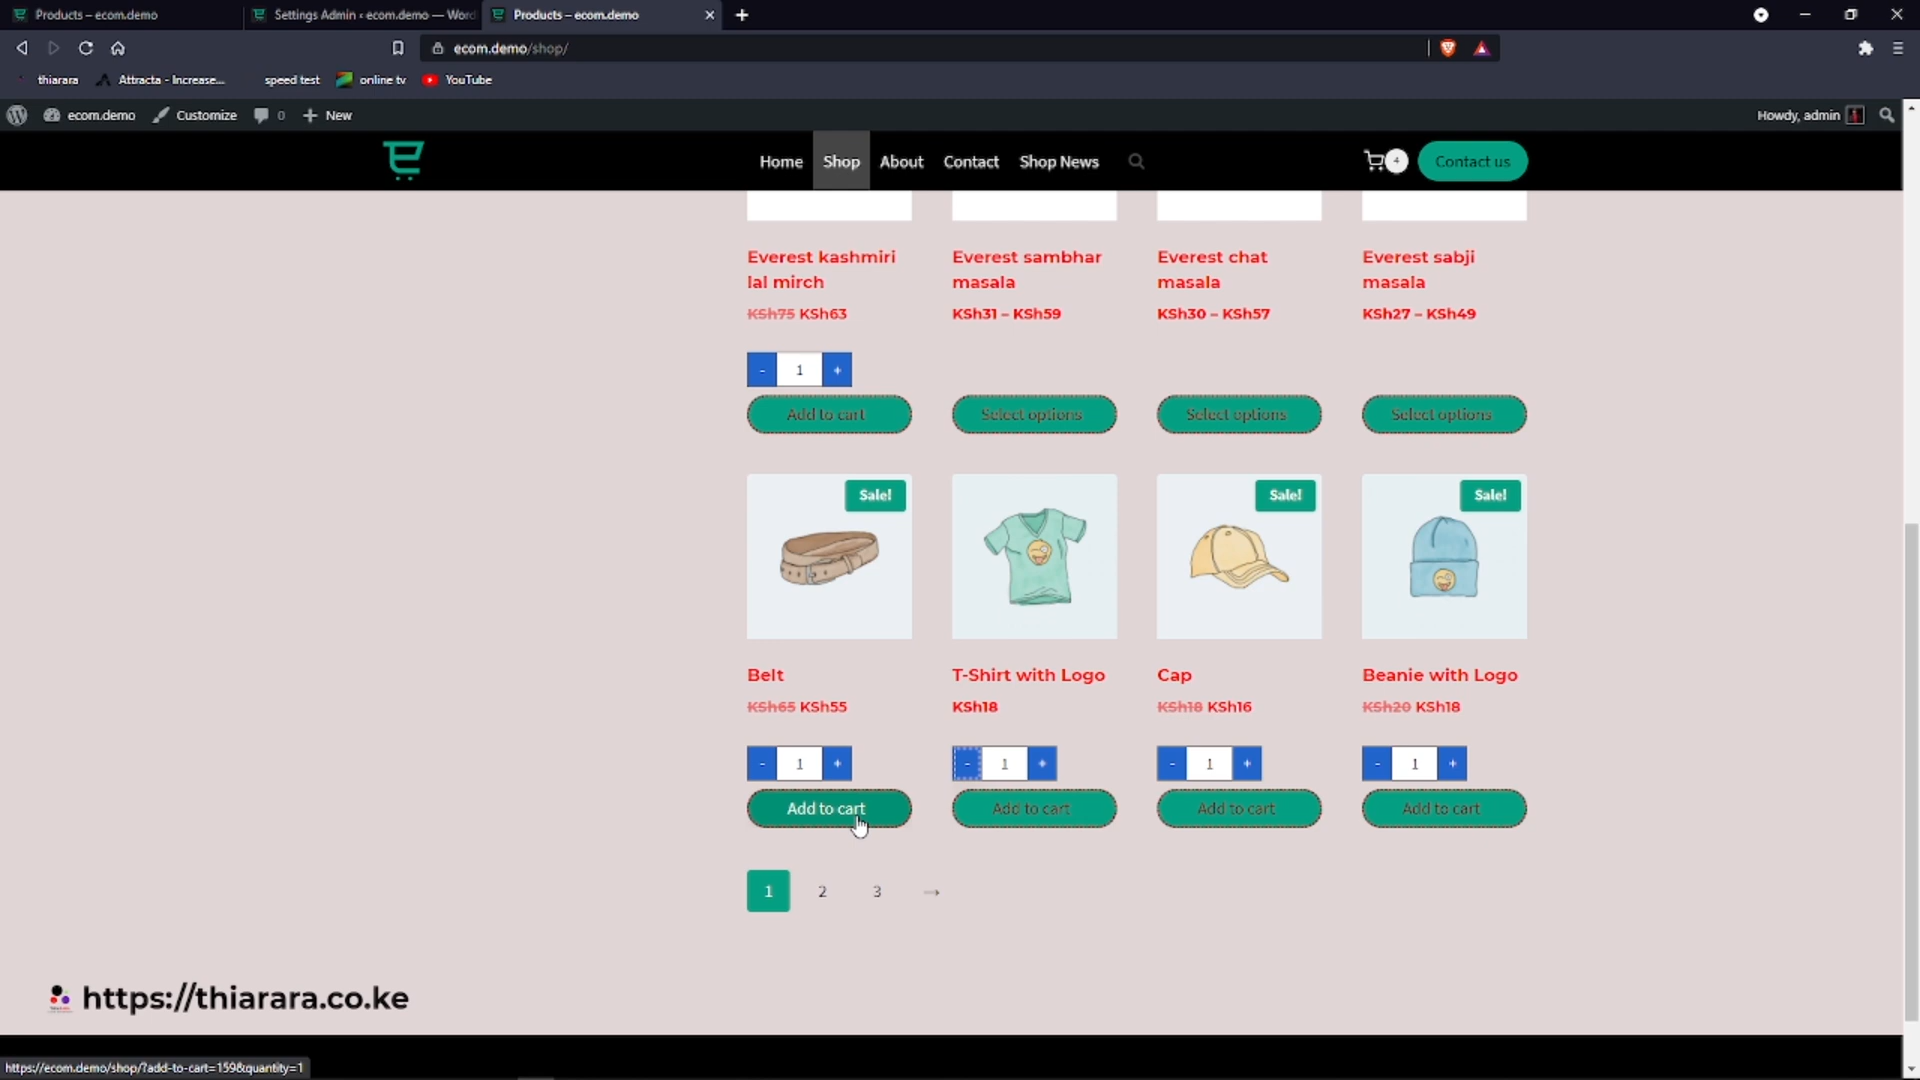 Products – ecom.demo
Settings Admin ‹ ecom.demo — Word
Products – ecom.demo
ecom.demo/shop/
thiarara
Attracta - Increase...
speed test
online tv
YouTube
ecom.demo
Customize
0
New
Howdy, admin
Home
Shop
About
Contact
Shop News
4
Contact us
Everest kashmiri
lal mirch
KSh75 KSh63
Everest sambhar
masala
KSh31 – KSh59
Everest chat
masala
KSh30 – KSh57
Everest sabji
masala
KSh27 – KSh49
- 1 +
Add to cart
Select options
Select options
Select options
Sale!
Sale!
Sale!
Belt
KSh65 KSh55
T-Shirt with Logo
KSh18
Cap
KSh18 KSh16
Beanie with Logo
KSh20 KSh18
- 1 +
- 1 +
- 1 +
- 1 +
Add to cart
Add to cart
Add to cart
Add to cart
1 2 3 →
https://thiarara.co.ke
https://ecom.demo/shop/?add-to-cart=159&quantity=1